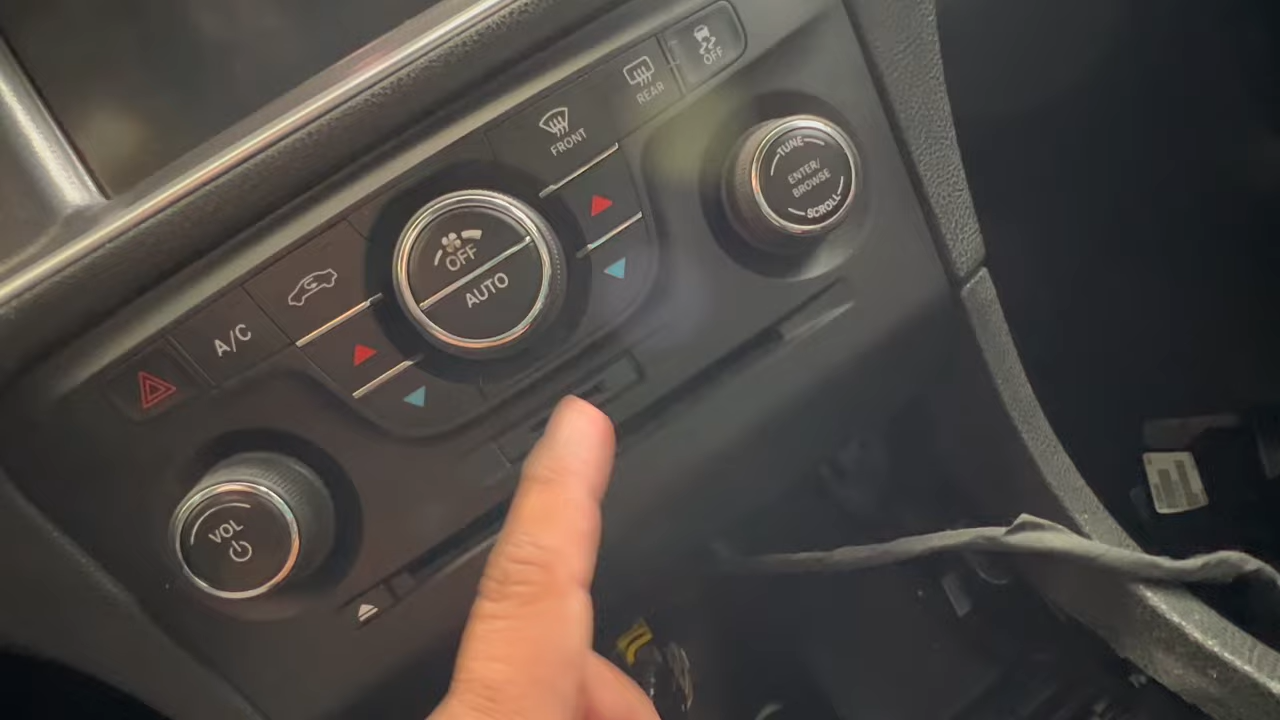 OFF
REAR
FRONT
TUNE
ENTER/
BROWSE
SCROLL
OFF
AUTO
A/C
VOL